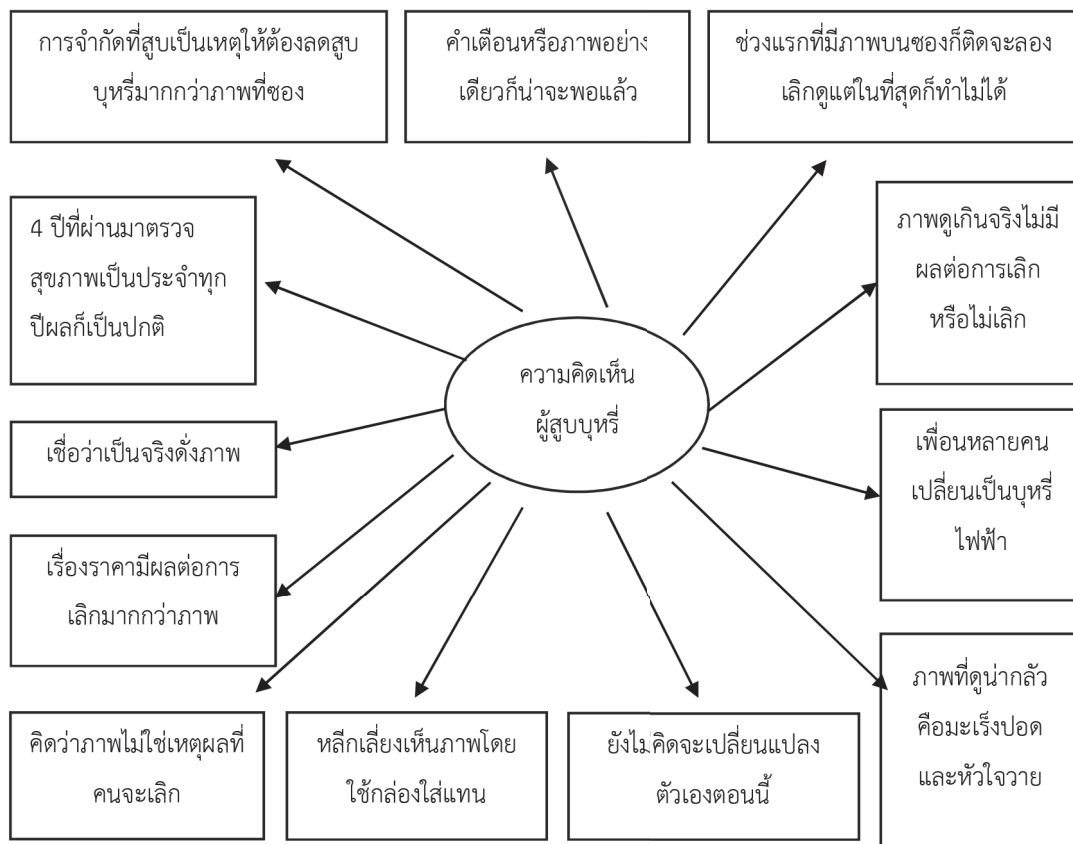 การจำกัดที่สูบเป็นเหตุให้ต้องลดสูบ
บุหรี่มากกว่าภาพที่ซอง
คำเตือนหรือภาพอย่าง
เดียวก็น่าจะพอแล้ว
ช่วงแรกที่มีภาพบนซองก็ติดจะลอง
เลิกดูแต่ในที่สุดก็ทำไม่ได้
4 ปีที่ผ่านมาตรวจ
สุขภาพเป็นประจำทุก
ปีผลก็เป็นปกติ
ภาพดูเกินจริงไม่มี
ผลต่อการเลิก
หรือไม่เลิก
ความคิดเห็น
ผู้สูบบุหรี่
เชื่อว่าเป็นจริงดั่งภาพ
เพื่อนหลายคน
เปลี่ยนเป็นบุหรี่
ไฟฟ้า
เรื่องราคามีผลต่อการ
เลิกมากกว่าภาพ
ภาพที่ดูน่ากลัว
คือมะเร็งปอด
และหัวใจวาย
คิดว่าภาพไม่ใช่เหตุผลที่
คนจะเลิก
หลีกเลี่ยงเห็นภาพโดย
ใช้กล่องใส่แทน
ยังไม่คิดจะเปลี่ยนแปลง
ตัวเองตอนนี้